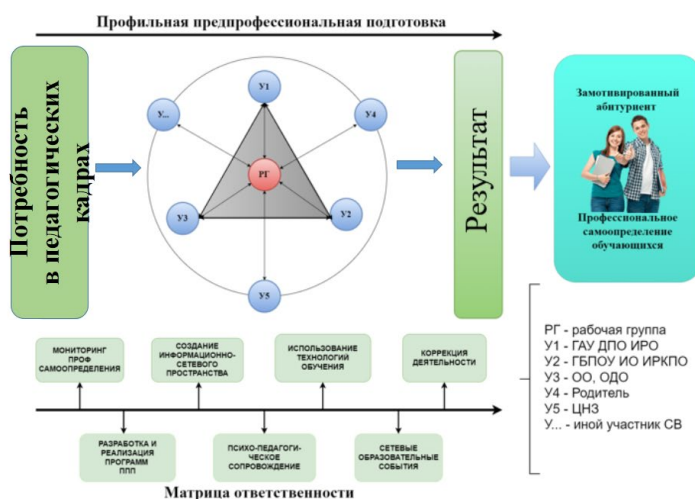 Профильная предпрофессиональная подготовка
Потребность
в педагогических
кадрах
У1
У...
У4
РГ
У3
У2
У5
Результат
Замотивированный
абитуриент
Профессиональное
самоопределение
обучающихся
МОНИТОРИНГ
ПРОФ
САМООПРЕДЕЛЕНИЯ
СОЗДАНИЕ
ИНФОРМАЦИОННО-
СЕТЕВОГО
ПРОСТРАНСТВА
ИСПОЛЬЗОВАНИЕ
ТЕХНОЛОГИЙ
ОБУЧЕНИЯ
КОРРЕКЦИЯ
ДЕЯТЕЛЬНОСТИ
РАЗРАБОТКА И
РЕАЛИЗАЦИЯ
ПРОГРАММ
ППП
ПСИХО-ПЕДАГОГИ-
ЧЕСКОЕ
СОПРОВОЖДЕНИЕ
СЕТЕВЫЕ
ОБРАЗОВАТЕЛЬНЫЕ
СОБЫТИЯ
Матрица ответственности
РГ - рабочая группа
У1 - ГАУ ДПО ИРО
У2 - ГБПОУ ИО ИРКПО
У3 - ОО, ОДО
У4 - Родитель
У5 - ЦНЗ
У... - иной участник СВ